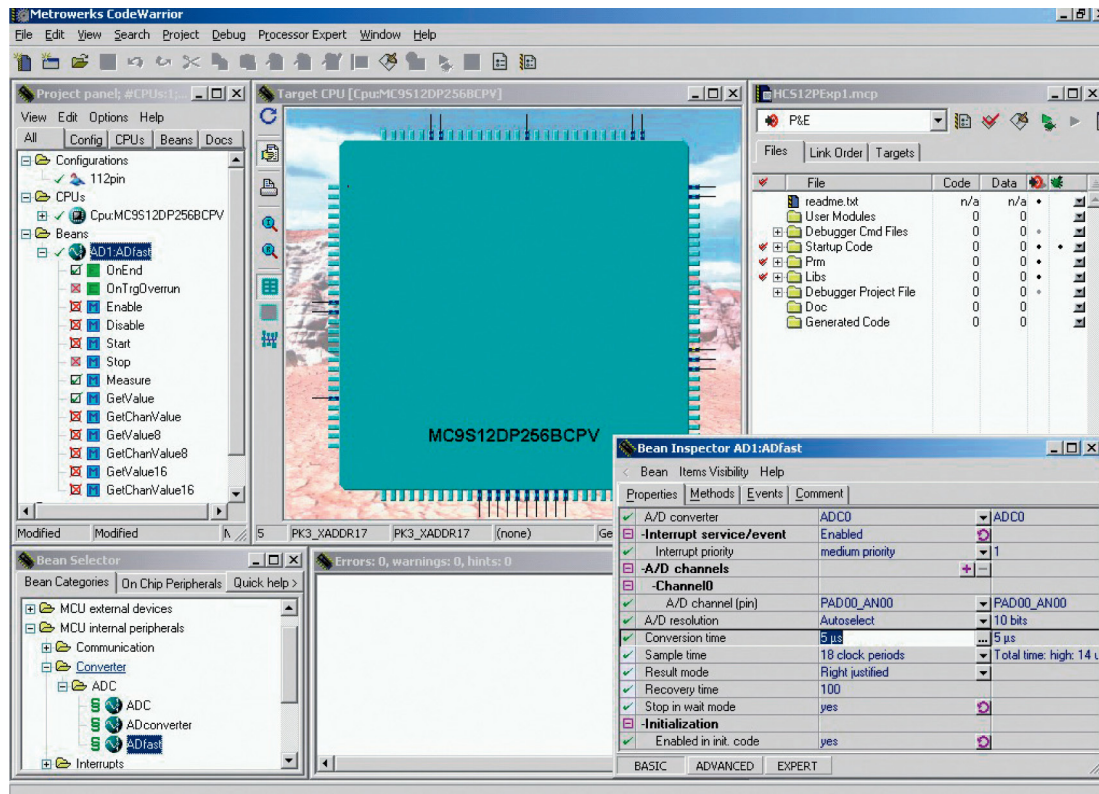 Metrowerks CodeWarrior
File Edit View Search Project Debug Processor Expert Window Help
Project panel; #CPUs:1;...
View Edit Options Help
All Config CPUs Beans Docs
Configurations
112pin
CPUs
Cpu:MC9S12DP256BCPV
Beans
AD1:ADfast
OnEnd
OnTrgOverrun
Enable
Disable
Start
Stop
Measure
GetValue
GetChanValue
GetValue8
GetChanValue8
GetValue16
GetChanValue16
Modified Modified
Target CPU [Cpu:MC9S12DP256BCPV]
MC9S12DP256BCPV
5 PK3_XADDR17 PK3_XADDR17 (none) Ge
HCS12PExp1.mcp
P&E
Files Link Order Targets
File Code Data
readme.txt n/a n/a
User Modules 0 0
Debugger Cmd Files 0 0
Startup Code 0 0
Prm 0 0
Libs 0 0
Debugger Project File 0 0
Doc 0 0
Generated Code 0 0
Bean Selector
Bean Categories On Chip Peripherals Quick help >
MCU external devices
MCU internal peripherals
Communication
Converter
ADC
ADC
ADconverter
ADfast
Interrupts
Errors: 0, warnings: 0, hints: 0
Bean Inspector AD1:ADfast
< Bean Items Visibility Help
Properties Methods Events Comment
A/D converter ADC0 ADC0
-Interrupt service/event Enabled
Interrupt priority medium priority 1
-A/D channels + -
-Channel0
A/D channel (pin) PAD00_AN00 PAD00_AN00
A/D resolution Autoselect 10 bits
Conversion time 5 µs ... 5 µs
Sample time 18 clock periods Total time: high: 14 u
Result mode Right justified
Recovery time 100
Stop in wait mode yes
-Initialization
Enabled in init. code yes
BASIC ADVANCED EXPERT